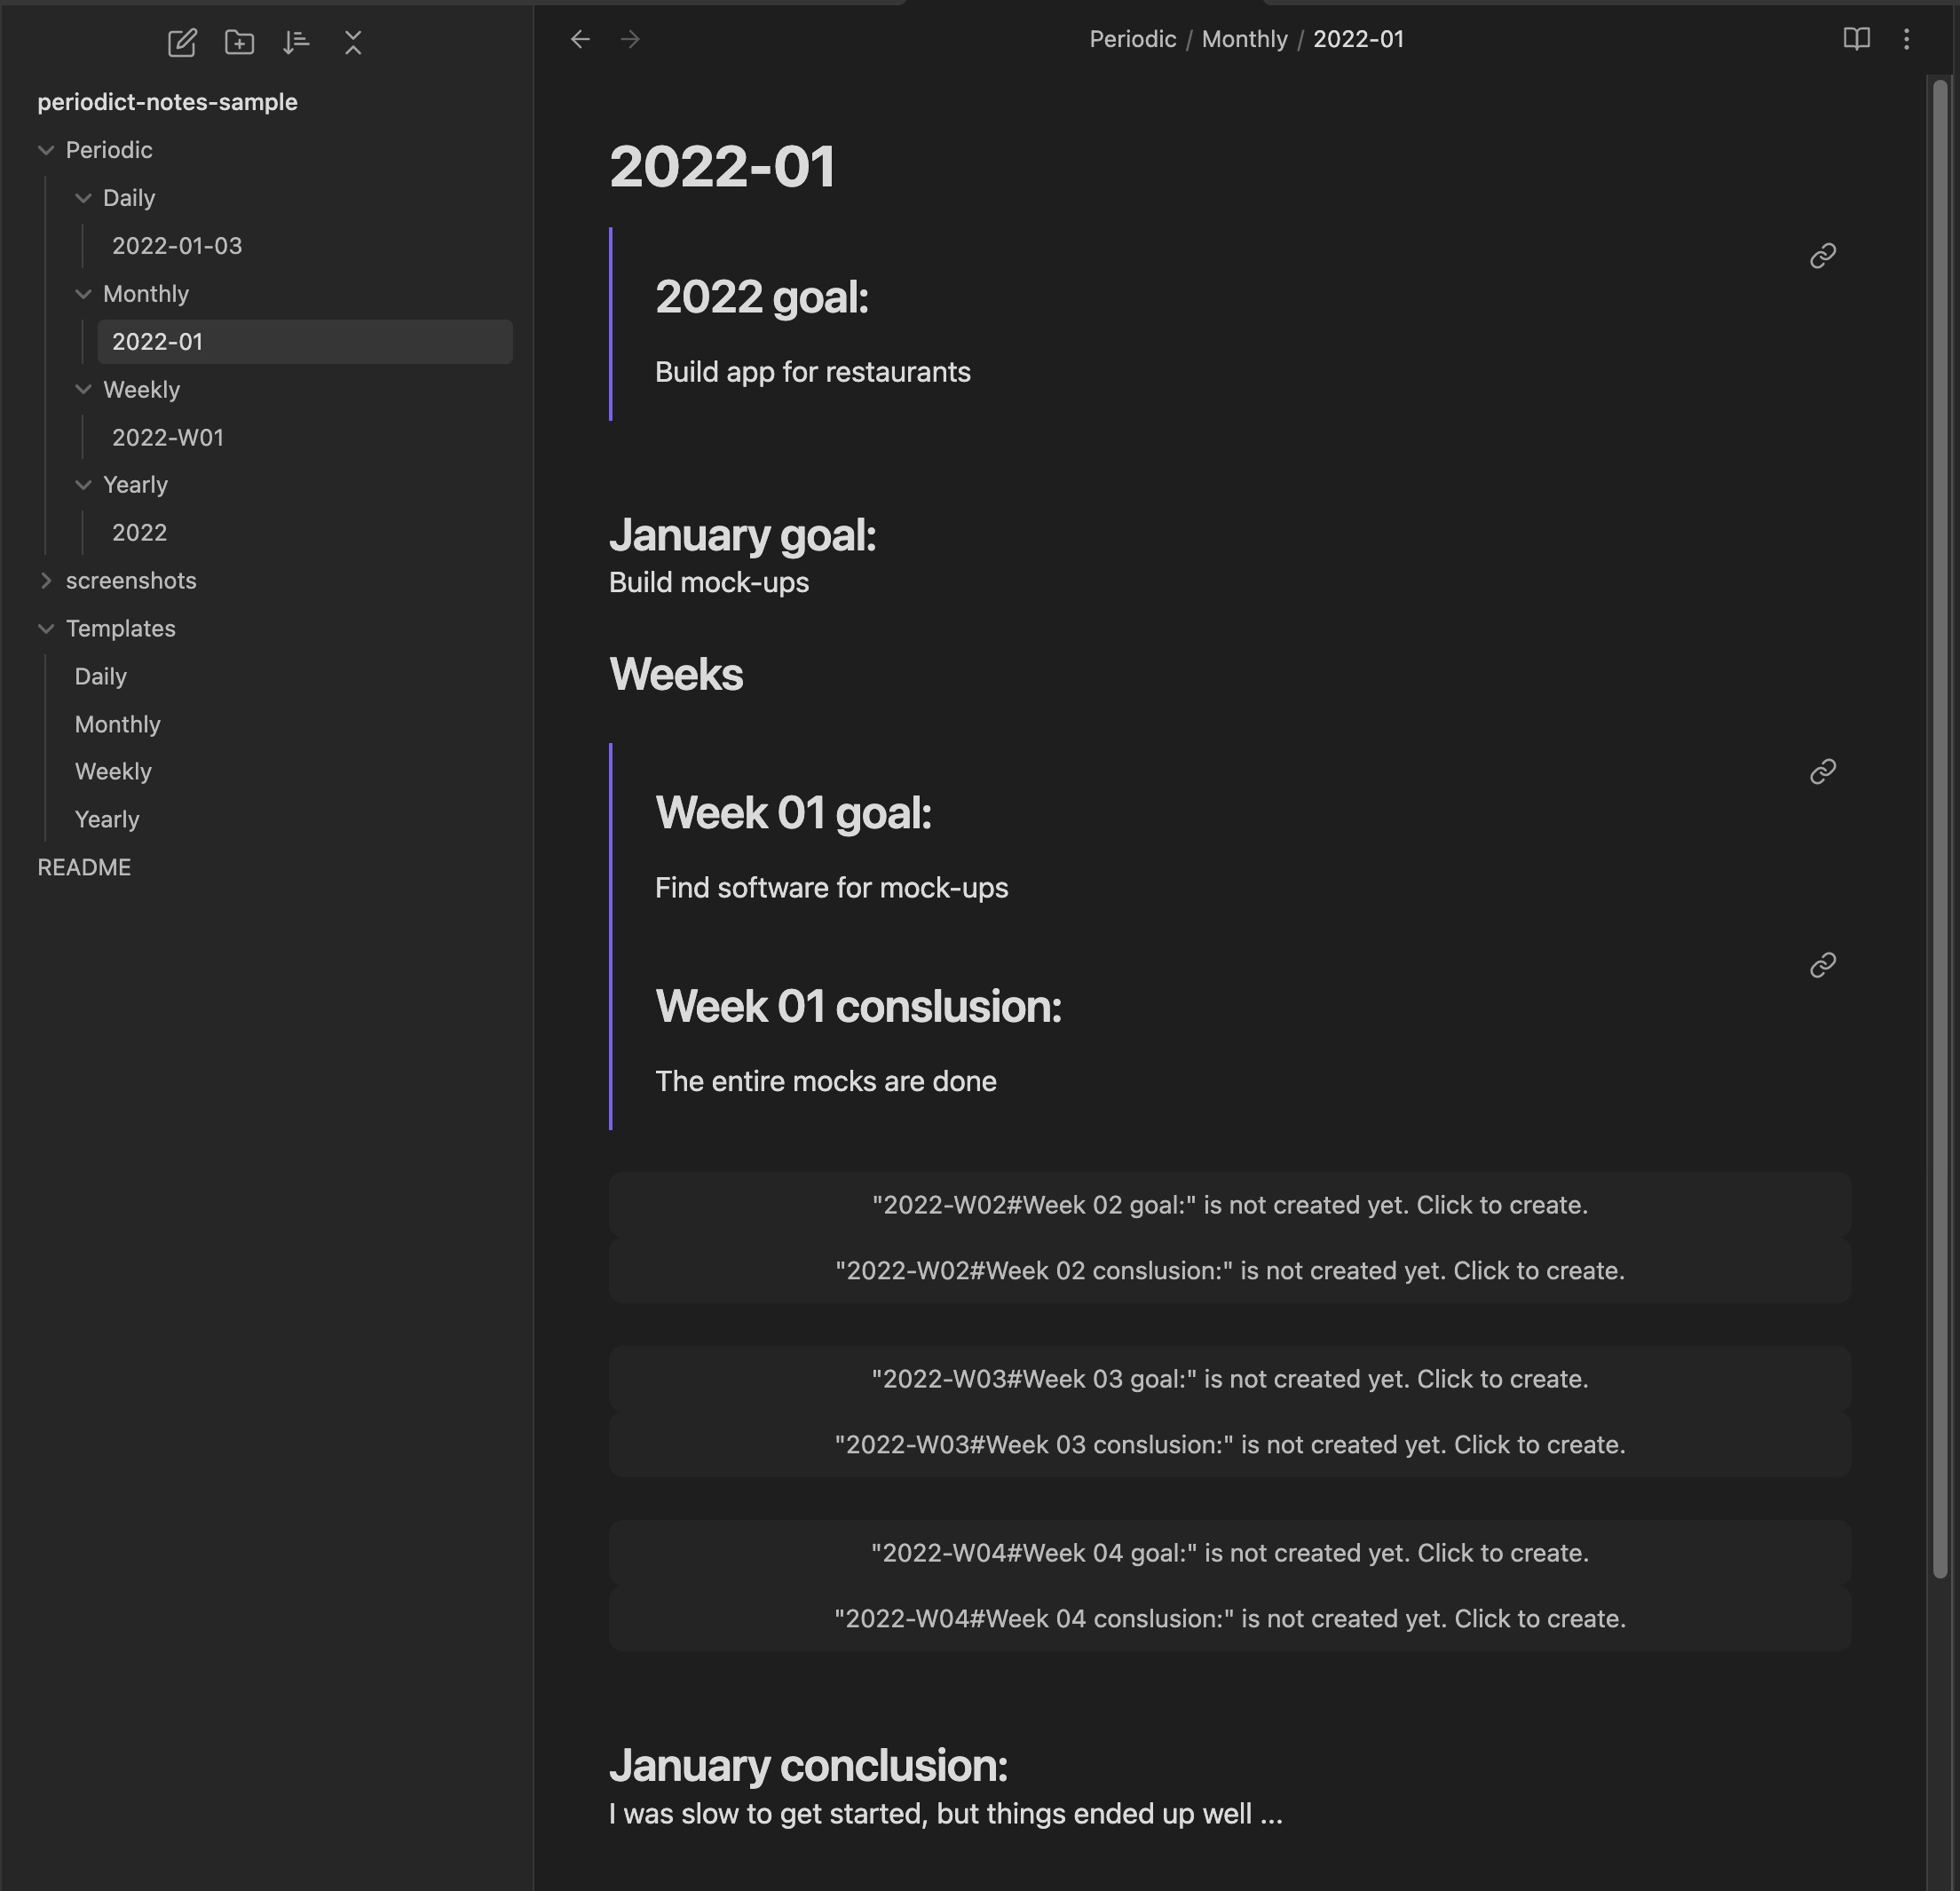 periodict-notes-sample
Periodic
Daily
2022-01-03
Monthly
2022-01
Weekly
2022-W01
Yearly
2022
screenshots
Templates
Daily
Monthly
Weekly
Yearly
README
Periodic / Monthly / 2022-01
2022-01
2022 goal:
Build app for restaurants
January goal:
Build mock-ups
Weeks
Week 01 goal:
Find software for mock-ups
Week 01 conslusion:
The entire mocks are done
"2022-W02#Week 02 goal:" is not created yet. Click to create.
"2022-W02#Week 02 conslusion:" is not created yet. Click to create.
"2022-W03#Week 03 goal:" is not created yet. Click to create.
"2022-W03#Week 03 conslusion:" is not created yet. Click to create.
"2022-W04#Week 04 goal:" is not created yet. Click to create.
"2022-W04#Week 04 conslusion:" is not created yet. Click to create.
January conclusion:
I was slow to get started, but things ended up well ...